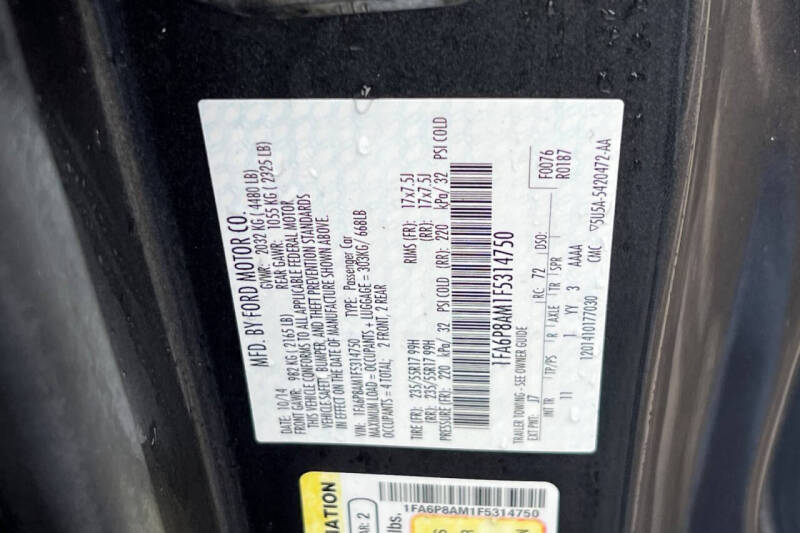 MFD. BY FORD MOTOR CO.
DATE: 10/14 GVWR: 2032 KG ( 4480 LB)
FRONT GAWR: 982 KG ( 2165 LB) REAR GAWR: 1055 KG ( 2325 LB)
THIS VEHICLE CONFORMS TO ALL APPLICABLE FEDERAL MOTOR
VEHICLE SAFETY, BUMPER, AND THEFT PREVENTION STANDARDS
IN EFFECT ON THE DATE OF MANUFACTURE SHOWN ABOVE.
VIN: 1FA6P8AM1F5314750 TYPE: Passenger Car
MAXIMUM LOAD = OCCUPANTS + LUGGAGE = 303KG / 668LB
OCCUPANTS = 4 TOTAL; 2 FRONT, 2 REAR
TIRE (FR): 235/55R17 99H RIMS (FR): 17x7.5J
(RR): 235/55R17 99H (RR): 17x7.5J
PRESSURE (FR): 220 kPa/ 32 PSI COLD (RR): 220 kPa/ 32 PSI COLD
1FA6P8AM1F5314750
TRAILER TOWING - SEE OWNER GUIDE F0076
EXT PNT: J7 RC: 72 DSO: R0187
INT TR TP/PS R AXLE TR SPR
11 1 YY 3 AAAA
1201410177030 CMC ▽5U5A-5420472-AA
1FA6P8AM1F5314750
lbs.
AR: 2